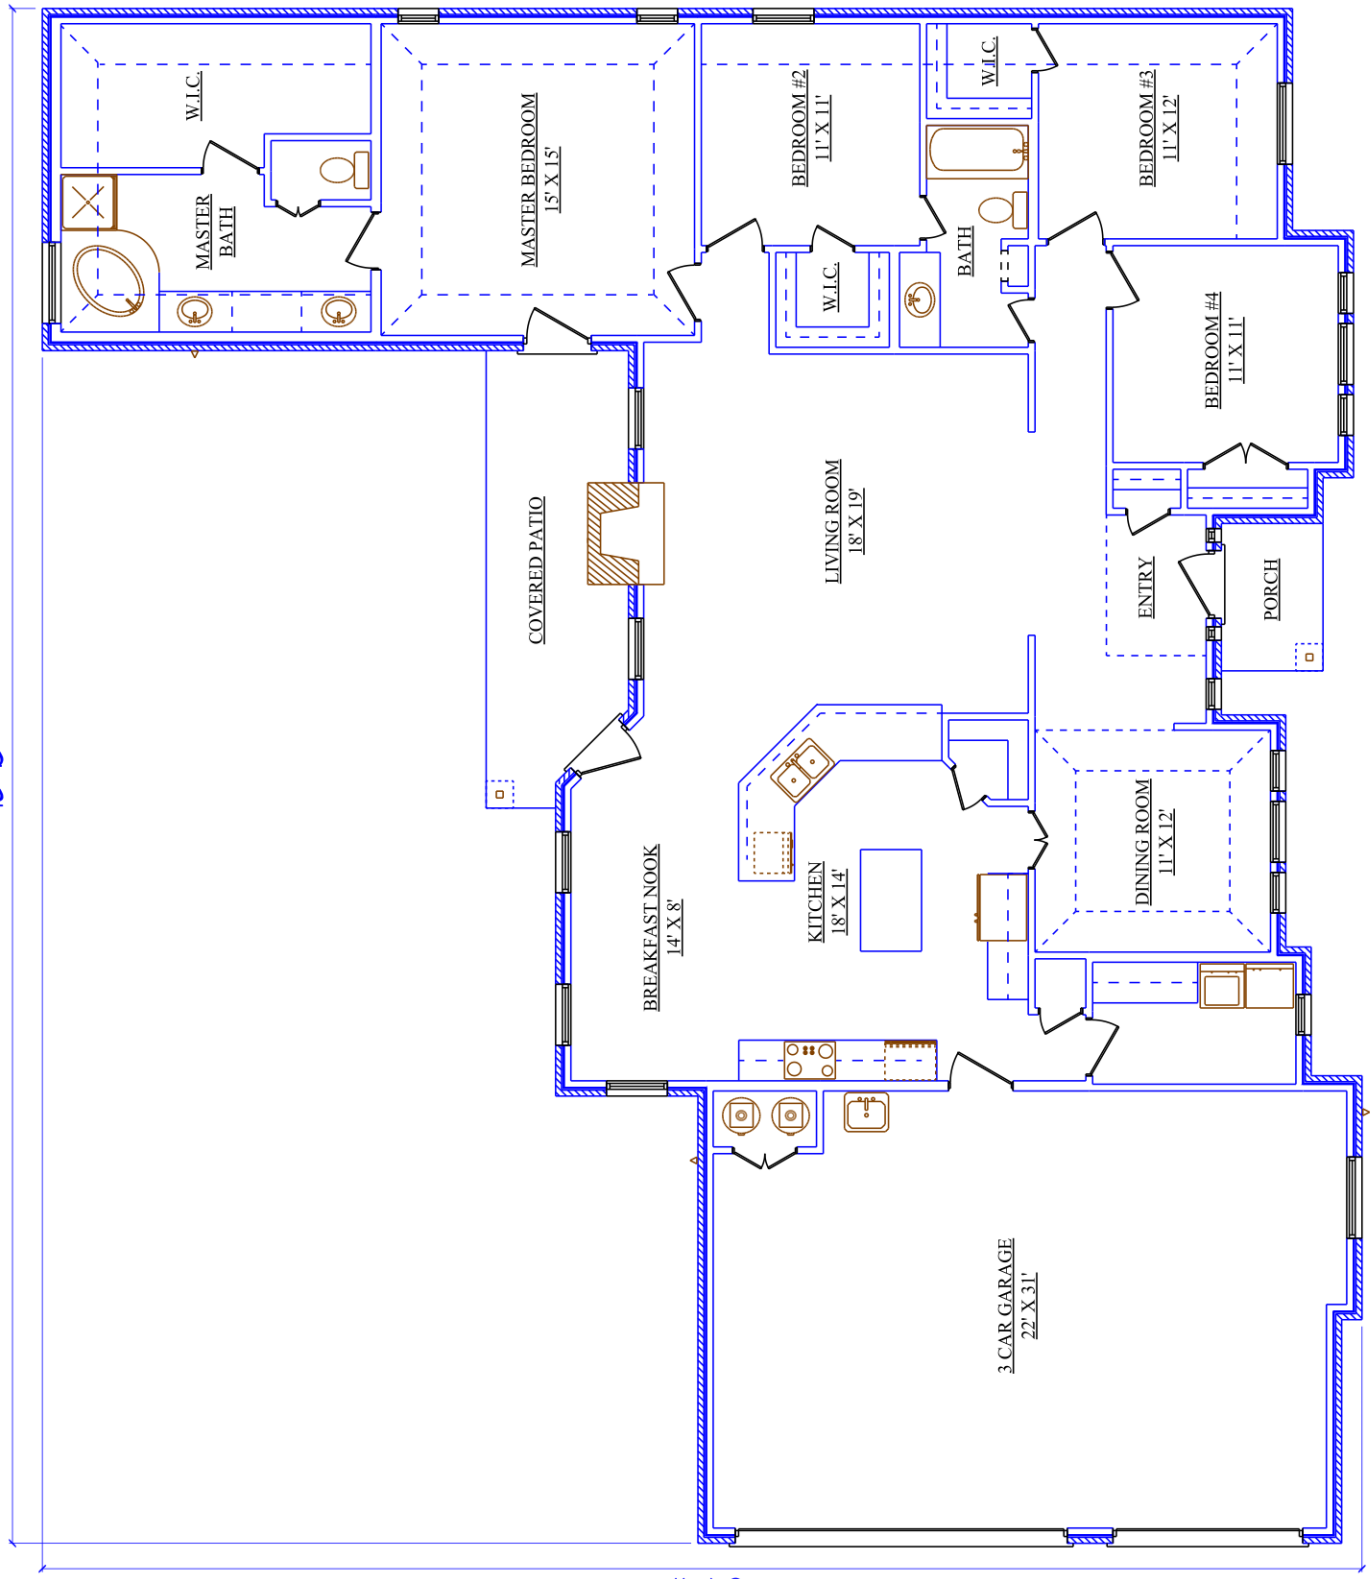 W.I.C.
MASTER
BATH
MASTER BEDROOM
15' X 15'
BEDROOM #2
11' X 11'
W.I.C.
BEDROOM #3
11' X 12'
W.I.C.
BATH
BEDROOM #4
11' X 11'
COVERED PATIO
LIVING ROOM
18' X 19'
ENTRY
PORCH
BREAKFAST NOOK
14' X 8'
KITCHEN
18' X 14'
DINING ROOM
11' X 12'
3 CAR GARAGE
22' X 31'